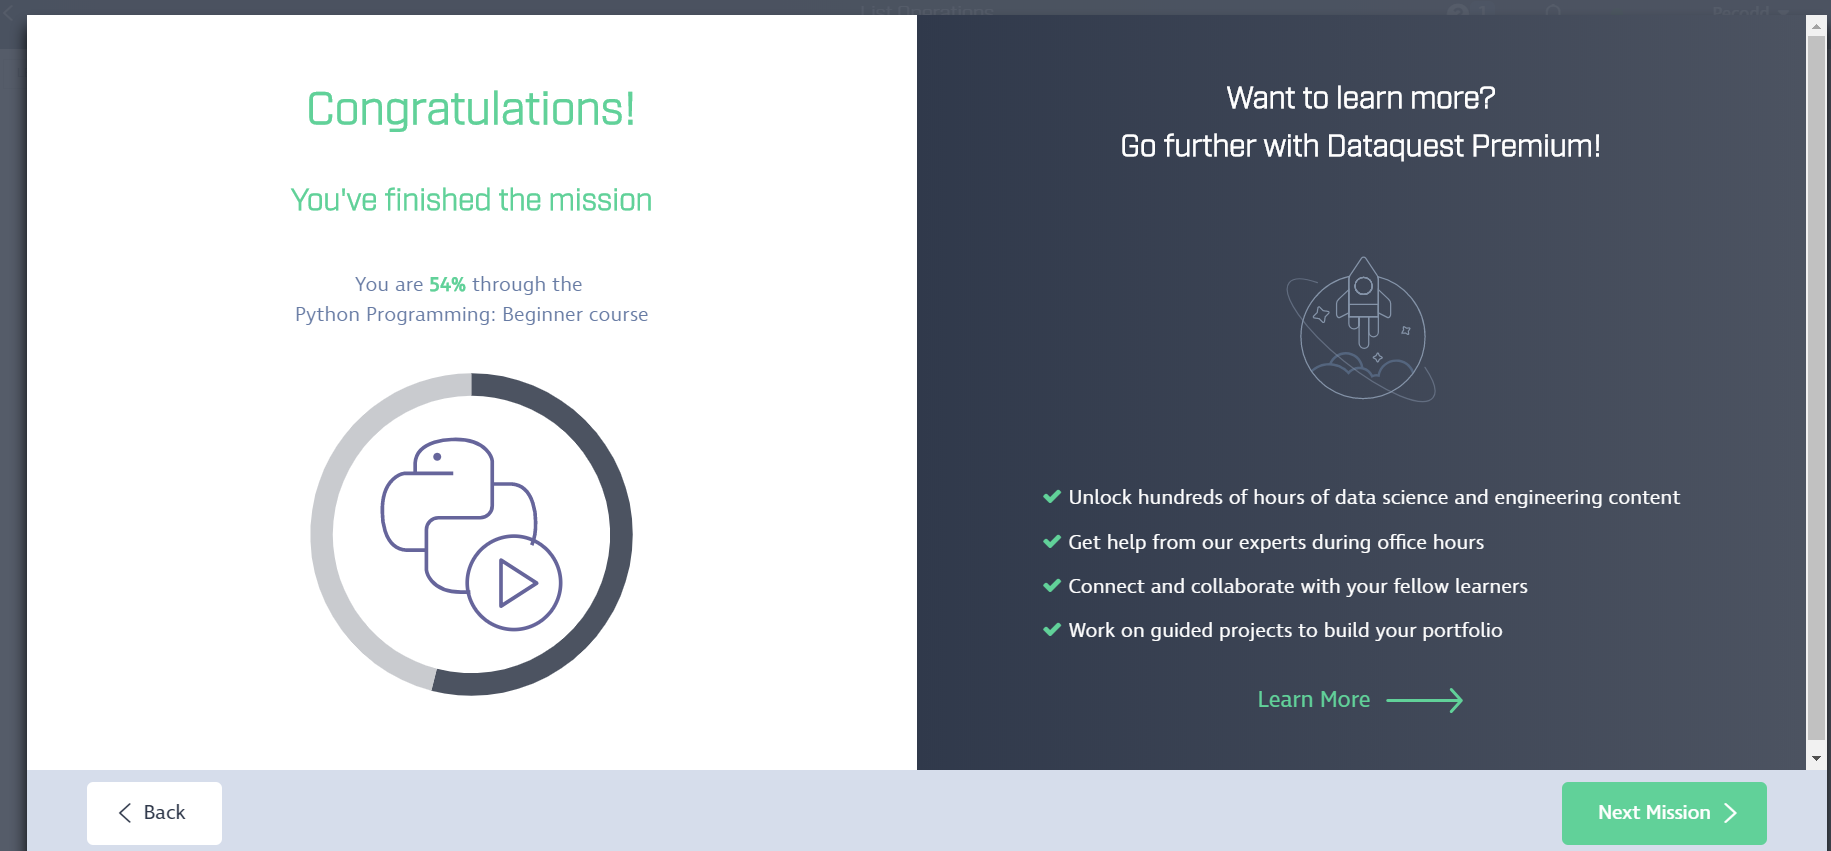 List Operations
Congratulations!
You've finished the mission
You are 54% through the
Python Programming: Beginner course
Want to learn more?
Go further with Dataquest Premium!
Unlock hundreds of hours of data science and engineering content
Get help from our experts during office hours
Connect and collaborate with your fellow learners
Work on guided projects to build your portfolio
Learn More
Back
Next Mission